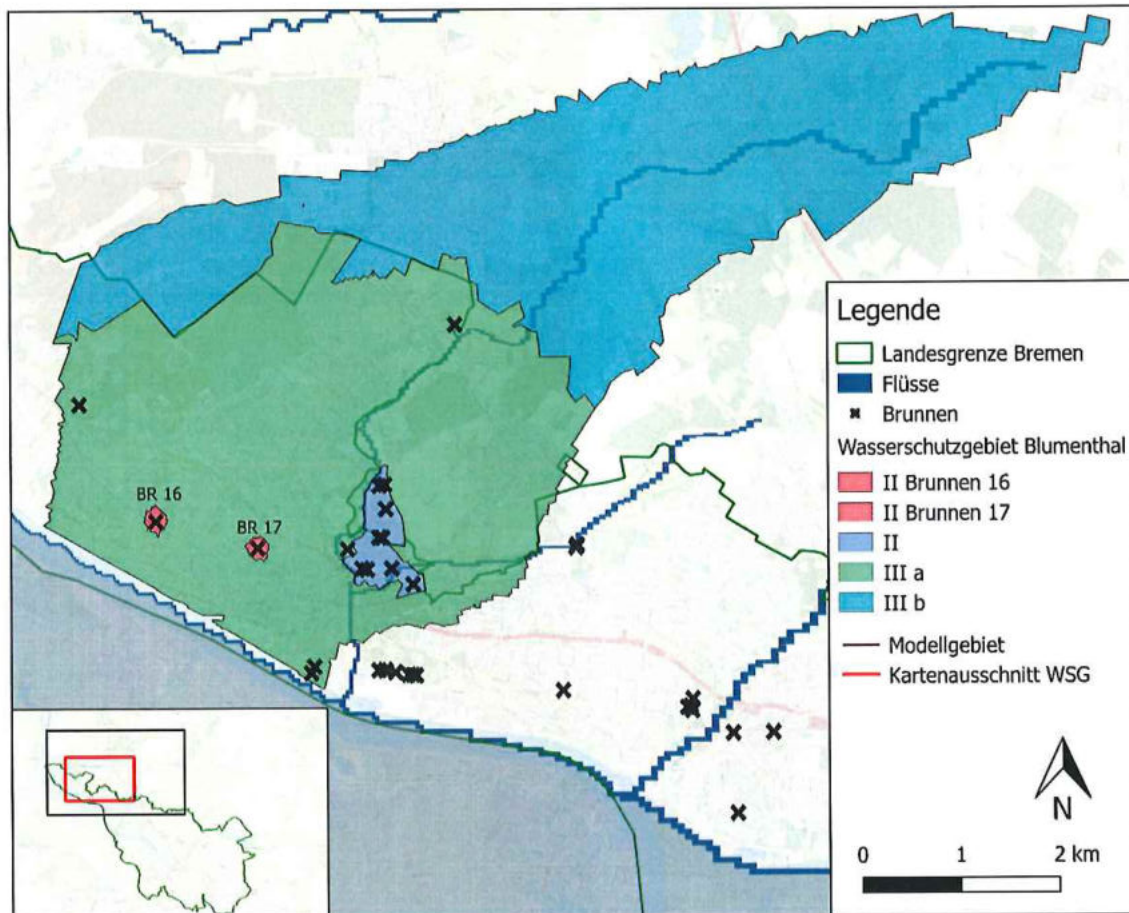 BR 16
BR 17
Legende
Landesgrenze Bremen
Flüsse
Brunnen
Wasserschutzgebiet Blumenthal
II Brunnen 16
II Brunnen 17
II
III a
III b
Modellgebiet
Kartenausschnitt WSG
N
0 1 2 km